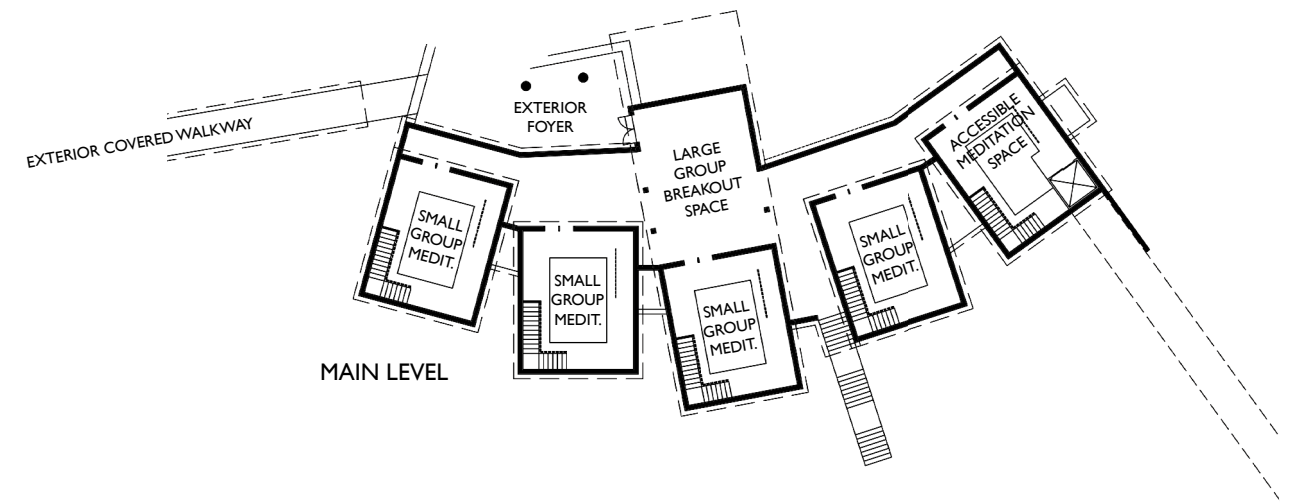 EXTERIOR COVERED WALKWAY
EXTERIOR
FOYER
LARGE
GROUP
BREAKOUT
SPACE
ACCESSIBLE
MEDITATION
SPACE
SMALL
GROUP
MEDIT.
SMALL
GROUP
MEDIT.
SMALL
GROUP
MEDIT.
SMALL
GROUP
MEDIT.
MAIN LEVEL